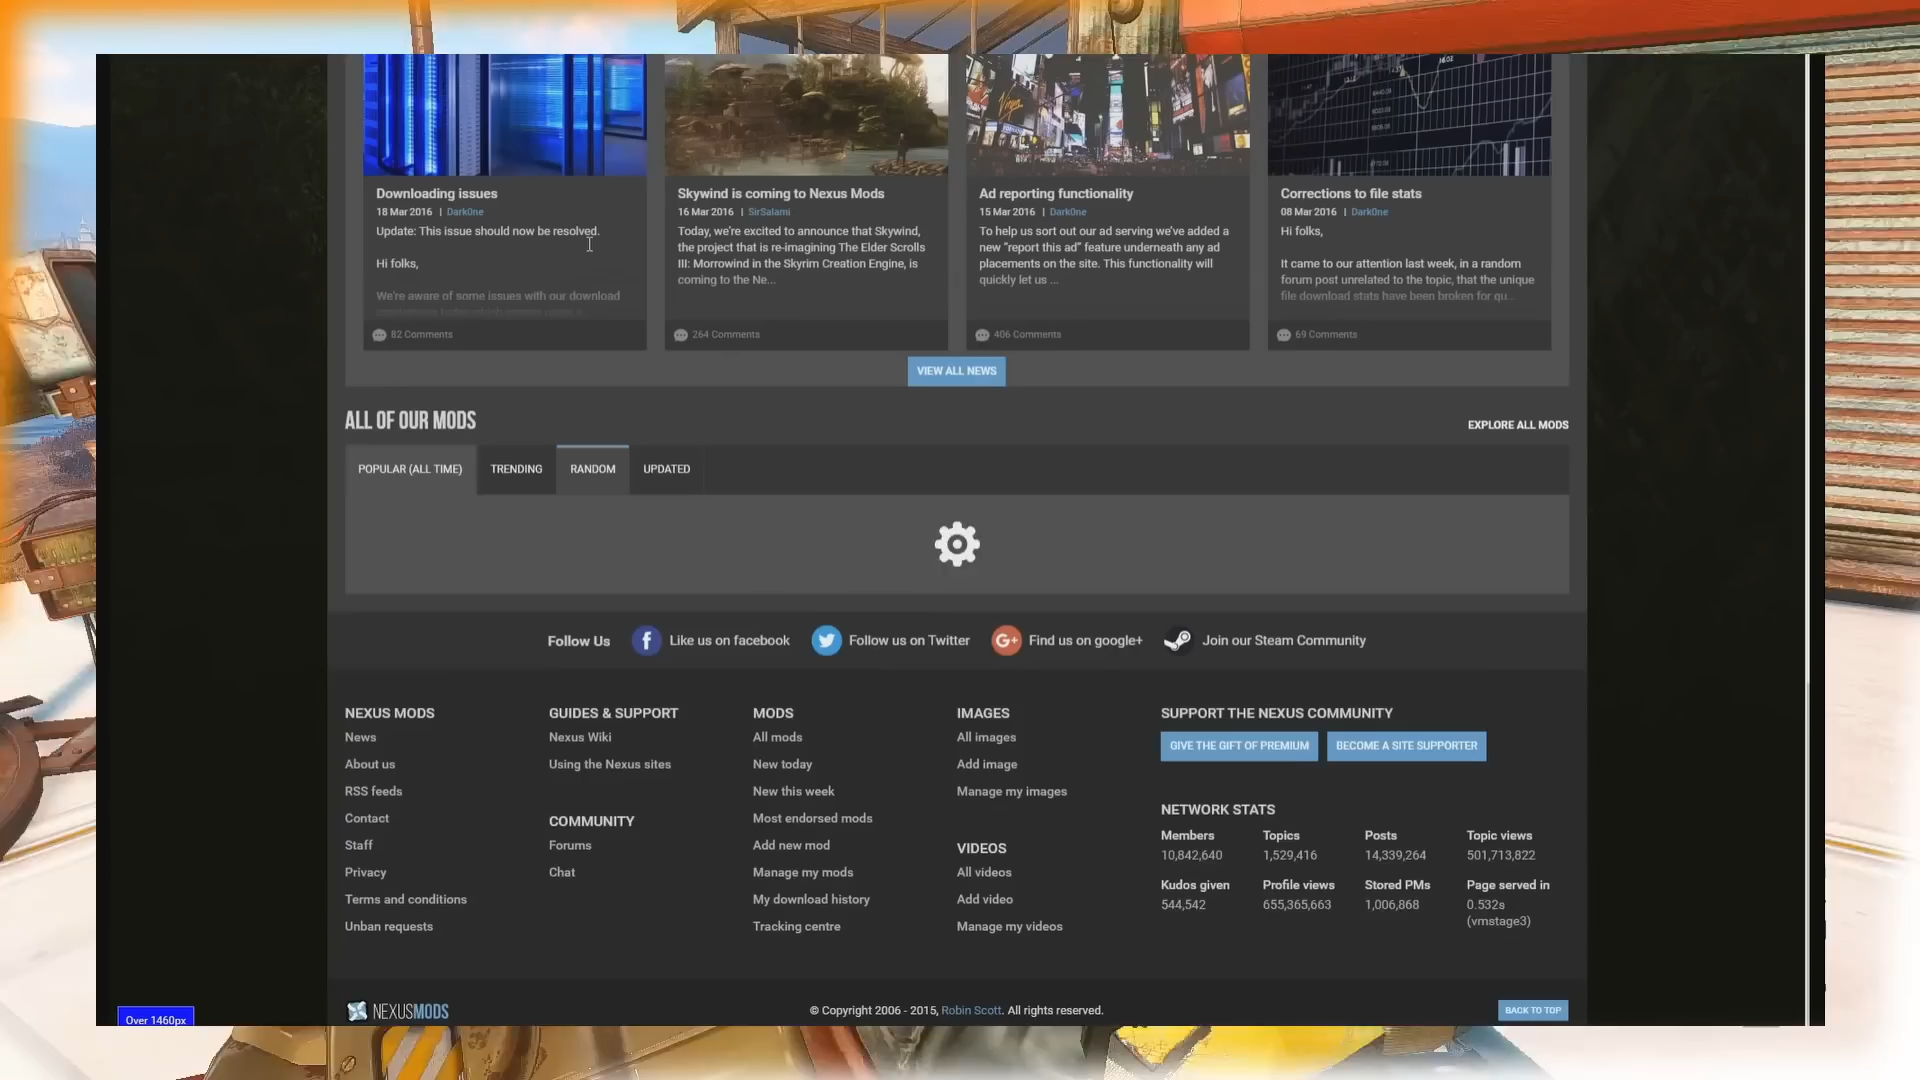 Downloading issues
18 Mar 2016 | Dark0ne
Update: This issue should now be resolved.
Hi folks,
We're aware of some issues with our download
82 Comments
Skywind is coming to Nexus Mods
16 Mar 2016 | SirSalami
Today, we're excited to announce that Skywind,
the project that is re-imagining The Elder Scrolls
III: Morrowind in the Skyrim Creation Engine, is
coming to the Ne...
264 Comments
Ad reporting functionality
15 Mar 2016 | Dark0ne
To help us sort out our ad serving we've added a
new "report this ad" feature underneath any ad
placements on the site. This functionality will
quickly let us ...
406 Comments
Corrections to file stats
08 Mar 2016 | Dark0ne
Hi folks,
It came to our attention last week, in a random
forum post unrelated to the topic, that the unique
file download stats have been broken for qu...
69 Comments
VIEW ALL NEWS
ALL OF OUR MODS
EXPLORE ALL MODS
POPULAR (ALL TIME) TRENDING RANDOM UPDATED
Follow Us Like us on facebook Follow us on Twitter Find us on google+ Join our Steam Community
NEXUS MODS
News
About us
RSS feeds
Contact
Staff
Privacy
Terms and conditions
Unban requests
GUIDES & SUPPORT
Nexus Wiki
Using the Nexus sites
COMMUNITY
Forums
Chat
MODS
All mods
New today
New this week
Most endorsed mods
Add new mod
Manage my mods
My download history
Tracking centre
IMAGES
All images
Add image
Manage my images
VIDEOS
All videos
Add video
Manage my videos
SUPPORT THE NEXUS COMMUNITY
GIVE THE GIFT OF PREMIUM BECOME A SITE SUPPORTER
NETWORK STATS
Members Topics Posts Topic views
10,842,640 1,529,416 14,339,264 501,713,822
Kudos given Profile views Stored PMs Page served in
544,542 655,365,663 1,006,868 0.532s
(vmstage3)
NEXUSMODS
© Copyright 2006 - 2015, Robin Scott. All rights reserved.
BACK TO TOP
Over 1460px